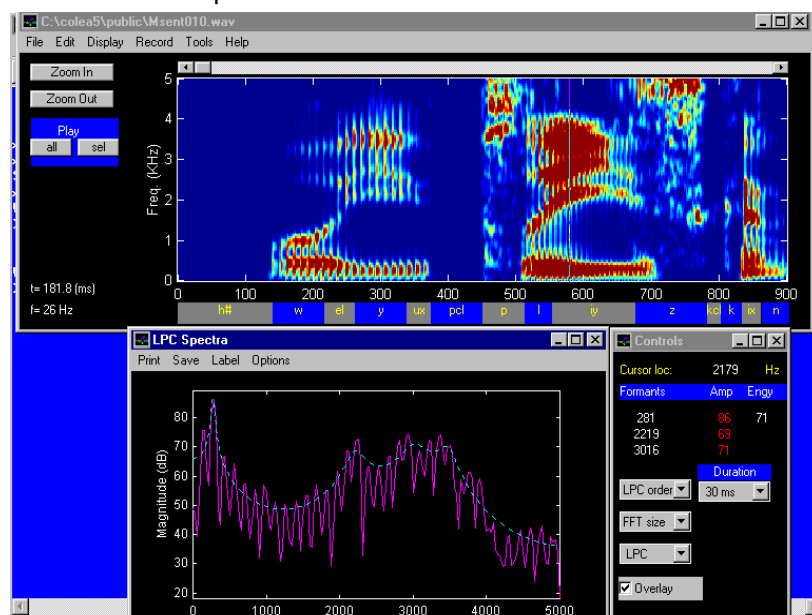 C:\colea5\public\Msent010.wav
File Edit Display Record Tools Help
Zoom In
Zoom Out
Play
all sel
t= 181.8 (ms)
f= 26 Hz
Freq. (KHz)
5
4
3
2
1
0
0 100 200 300 400 500 600 700 800 900
h# w el y ux pcl p l iy z kcl k ix n
LPC Spectra
Print Save Label Options
Magnitude (dB)
80
70
60
50
40
30
20
0 1000 2000 3000 4000 5000
Controls
Cursor loc: 2179 Hz
Formants Amp Engy
281 86 71
2219 69
3016 71
Duration
LPC order 30 ms
FFT size
LPC
Overlay